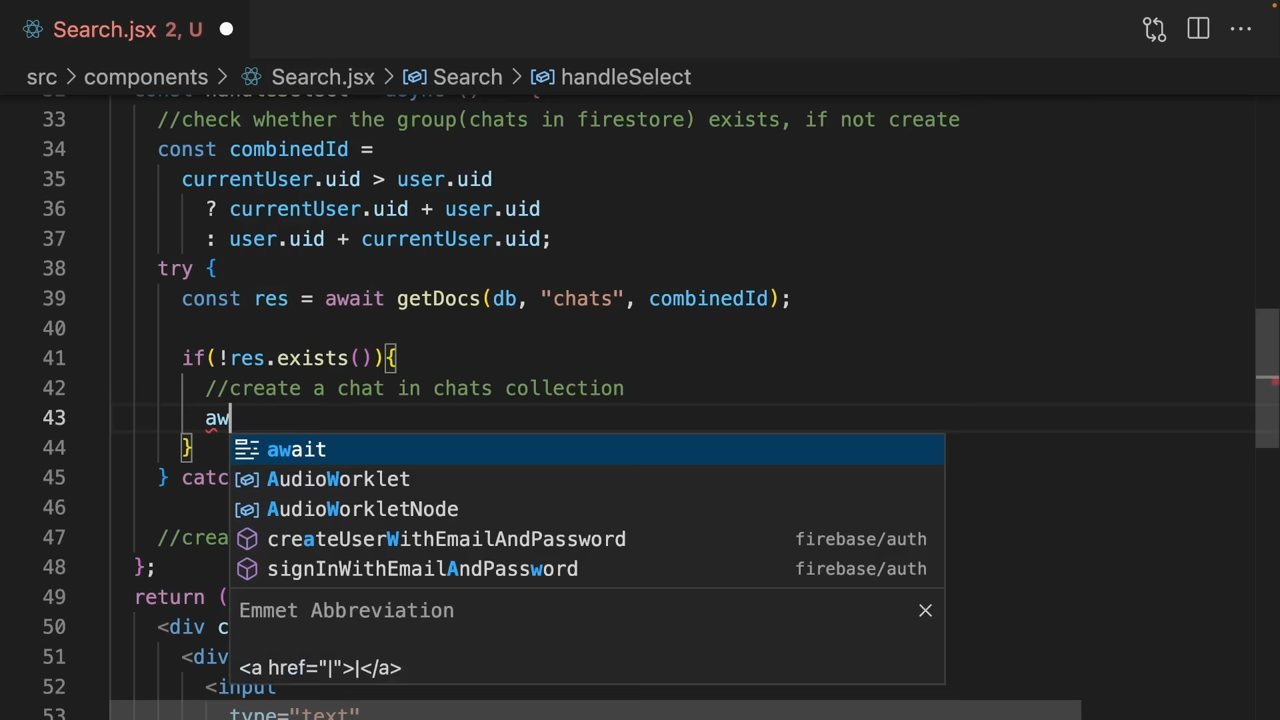 Search.jsx 2, U
src > components > Search.jsx > Search > handleSelect
33 //check whether the group(chats in firestore) exists, if not create
34 const combinedId =
35 currentUser.uid > user.uid
36 ? currentUser.uid + user.uid
37 : user.uid + currentUser.uid;
38 try {
39 const res = await getDocs(db, "chats", combinedId);
40
41 if(!res.exists()){
42 //create a chat in chats collection
43 aw
44 }
await
AudioWorklet
45 } catc
AudioWorkletNode
46
createUserWithEmailAndPassword firebase/auth
47 //crea
signInWithEmailAndPassword firebase/auth
48 };
49 return (
Emmet Abbreviation
50 <div c
51 <div
<a href="|">|</a>
52 <input
53 type="text"